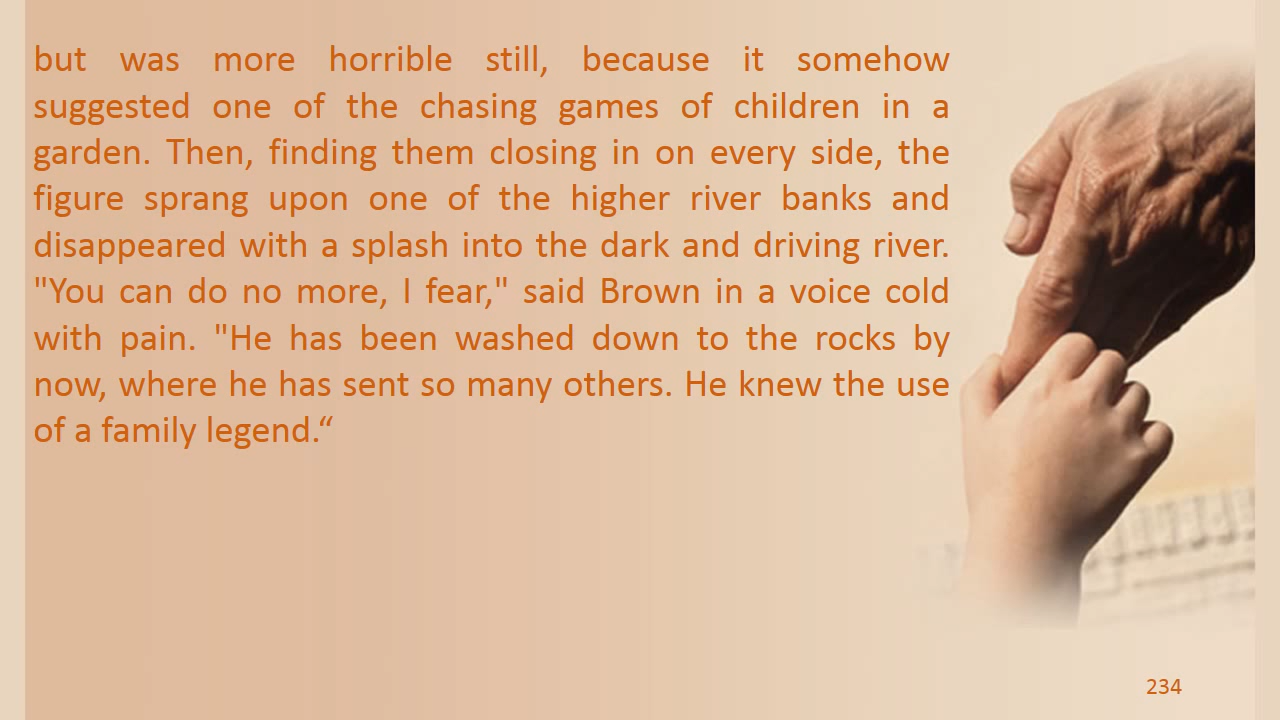 but was more horrible still, because it somehow
suggested one of the chasing games of children in a
garden. Then, finding them closing in on every side, the
figure sprang upon one of the higher river banks and
disappeared with a splash into the dark and driving river.
"You can do no more, I fear," said Brown in a voice cold
with pain. "He has been washed down to the rocks by
now, where he has sent so many others. He knew the use
of a family legend.“
234